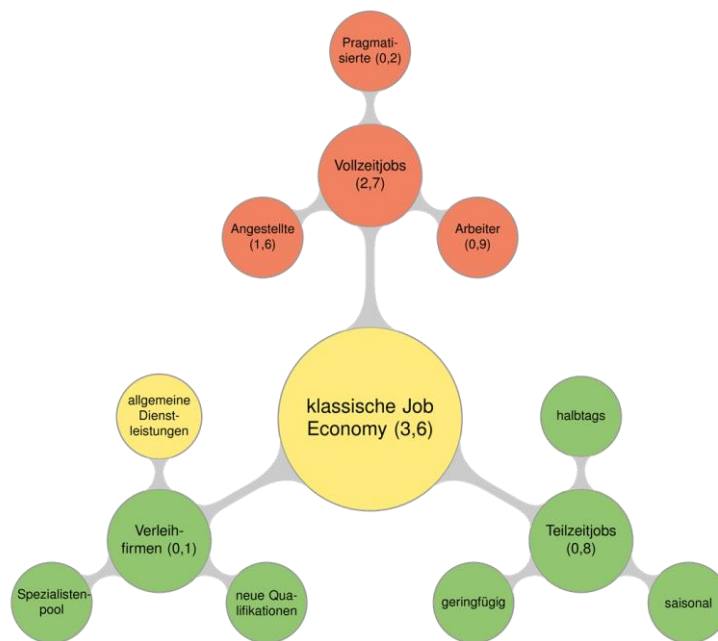 Pragmati-
sierte (0,2)
Vollzeitjobs
(2,7)
Angestellte
(1,6)
Arbeiter
(0,9)
klassische Job
Economy (3,6)
allgemeine
Dienst-
leistungen
halbtags
Verleih-
firmen (0,1)
Teilzeitjobs
(0,8)
Spezialisten-
pool
neue Qua-
lifikationen
geringfügig
saisonal